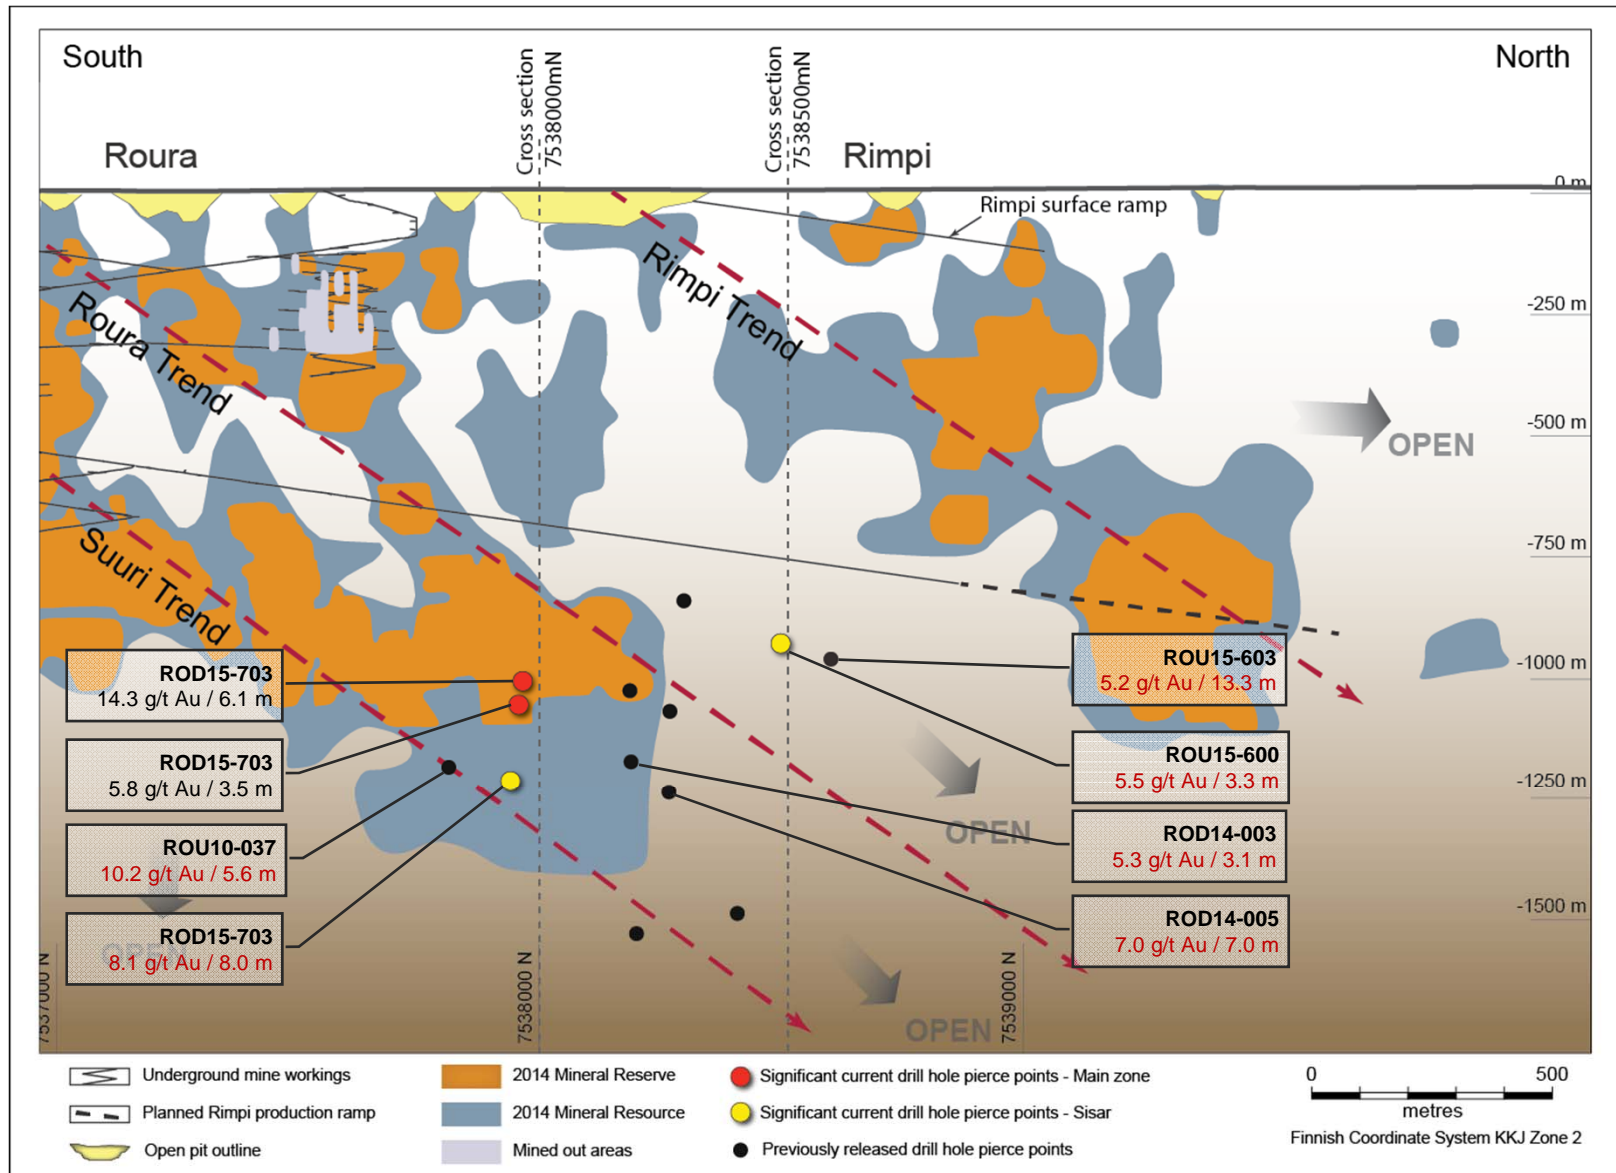 South
North
Cross section
7538000mN
Cross section
7538500mN
Roura
Rimpi
0 m
Rimpi surface ramp
Rimpi Trend
-250 m
Roura Trend
-500 m
OPEN
Suuri Trend
-750 m
ROD15-703
14.3 g/t Au / 6.1 m
ROU15-603
5.2 g/t Au / 13.3 m
-1000 m
ROD15-703
5.8 g/t Au / 3.5 m
ROU15-600
5.5 g/t Au / 3.3 m
-1250 m
OPEN
ROU10-037
10.2 g/t Au / 5.6 m
ROD14-003
5.3 g/t Au / 3.1 m
ROD15-703
8.1 g/t Au / 8.0 m
OPEN
ROD14-005
7.0 g/t Au / 7.0 m
-1500 m
OPEN
7537000 N
7538000 N
7539000 N
Underground mine workings
2014 Mineral Reserve
Significant current drill hole pierce points - Main zone
0 500
Planned Rimpi production ramp
2014 Mineral Resource
Significant current drill hole pierce points - Sisar
metres
Open pit outline
Mined out areas
Previously released drill hole pierce points
Finnish Coordinate System KKJ Zone 2